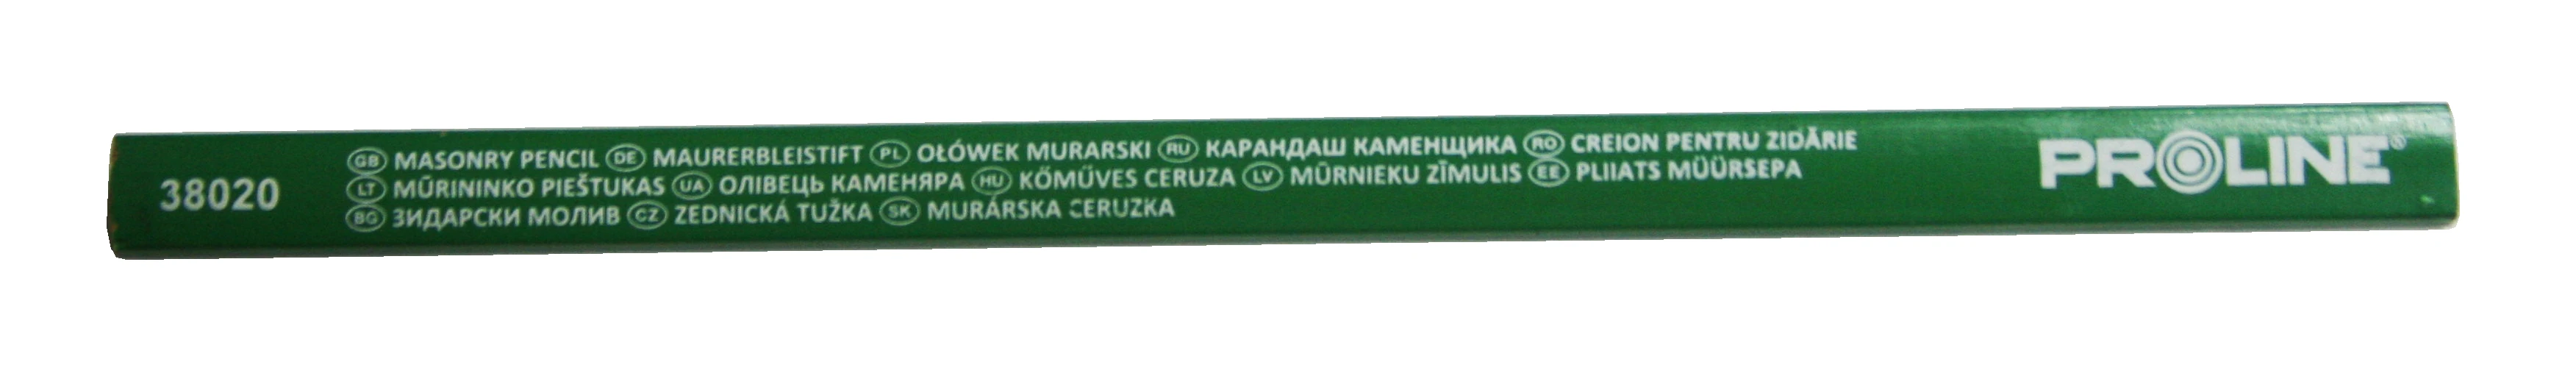 38020
GB MASONRY PENCIL DE MAURERBLEISTIFT PL OŁÓWEK MURARSKI RU КАРАНДАШ КАМЕНЩИКА RO CREION PENTRU ZIDĂRIE
LT MŪRININKO PIEŠTUKAS UA ОЛІВЕЦЬ КАМЕНЯРА HU KŐMŰVES CERUZA LV MŪRNIEKU ZĪMULIS EE PLIIATS MÜÜRSEPA
BG ЗИДАРСКИ МОЛИВ CZ ZEDNICKÁ TUŽKA SK MURÁRSKA CERUZKA
PROLINE®